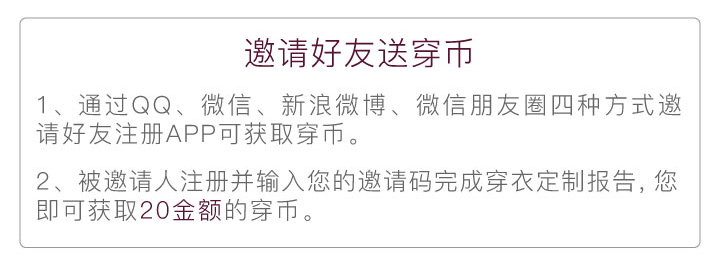 邀请好友送穿币
1、通过QQ、微信、新浪微博、微信朋友圈四种方式邀
请好友注册APP可获取穿币。
2、被邀请人注册并输入您的邀请码完成穿衣定制报告,您
即可获取20金额的穿币。